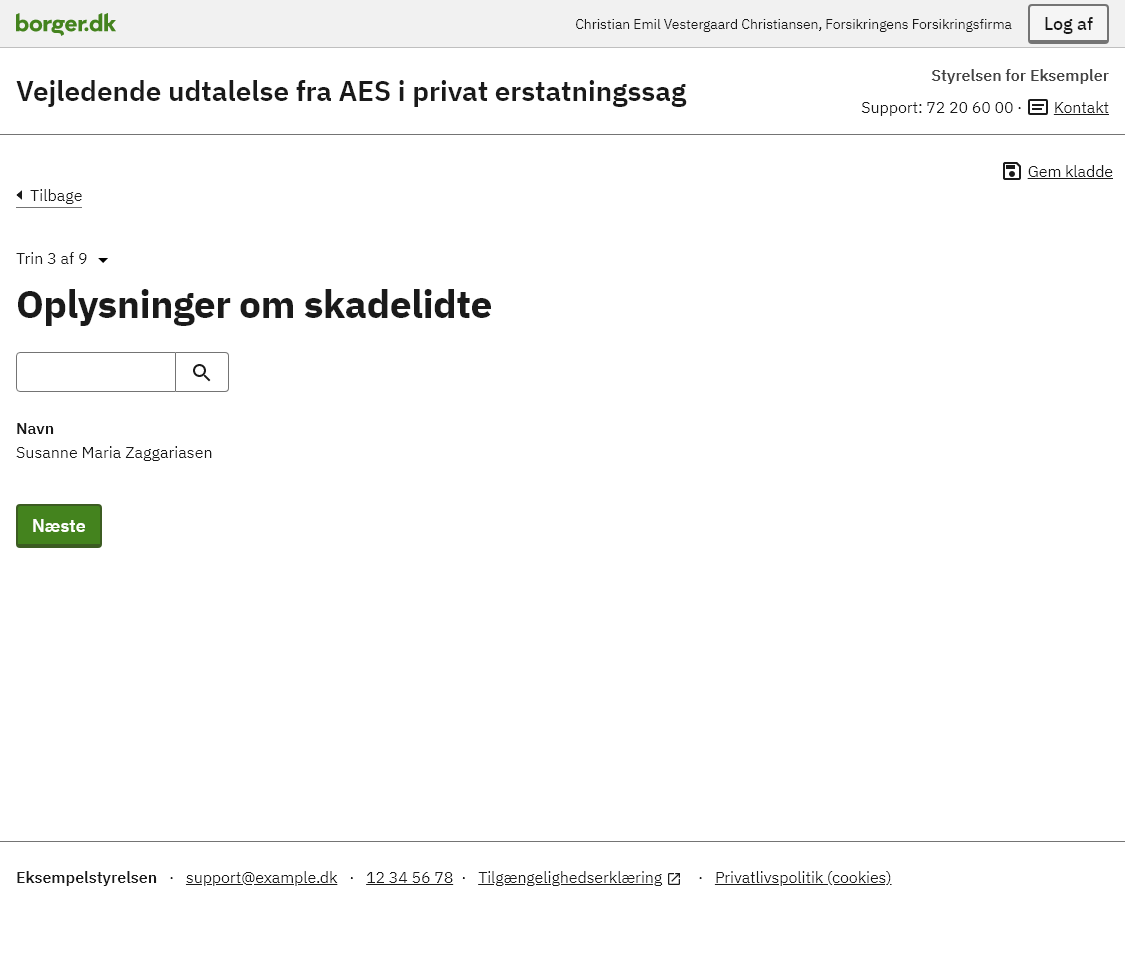 borger.dk
Christian Emil Vestergaard Christiansen, Forsikringens Forsikringsfirma
Log af
Vejledende udtalelse fra AES i privat erstatningssag
Styrelsen for Eksempler
Support: 72 20 60 00 · Kontakt
Gem kladde
Tilbage
Trin 3 af 9
Oplysninger om skadelidte
Navn
Susanne Maria Zaggariasen
Næste
Eksempelstyrelsen · support@example.dk · 12 34 56 78 · Tilgængelighedserklæring · Privatlivspolitik (cookies)